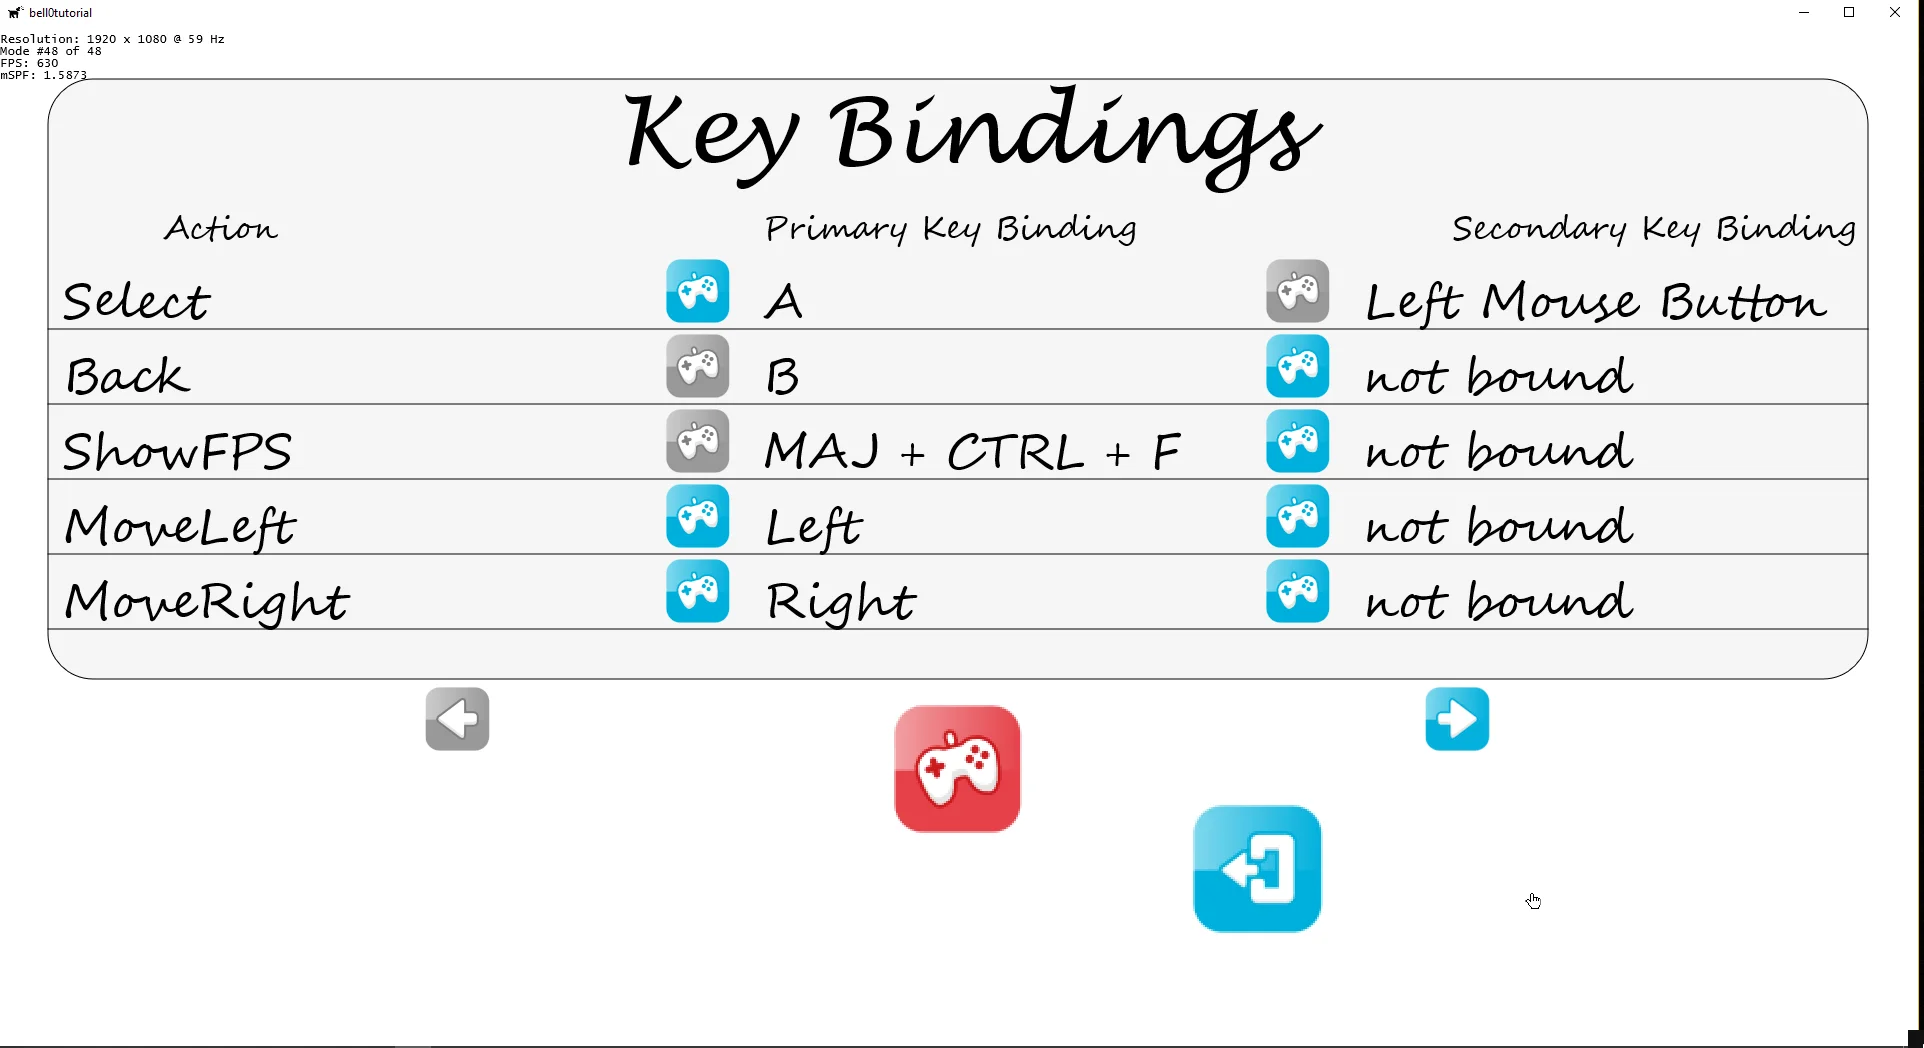 bell0tutorial
Resolution: 1920 x 1080 @ 59 Hz
Mode #48 of 48
FPS: 630
mSPF: 1.5873
Key Bindings
Action Primary Key Binding Secondary Key Binding
Select A Left Mouse Button
Back B not bound
ShowFPS MAJ + CTRL + F not bound
MoveLeft Left not bound
MoveRight Right not bound